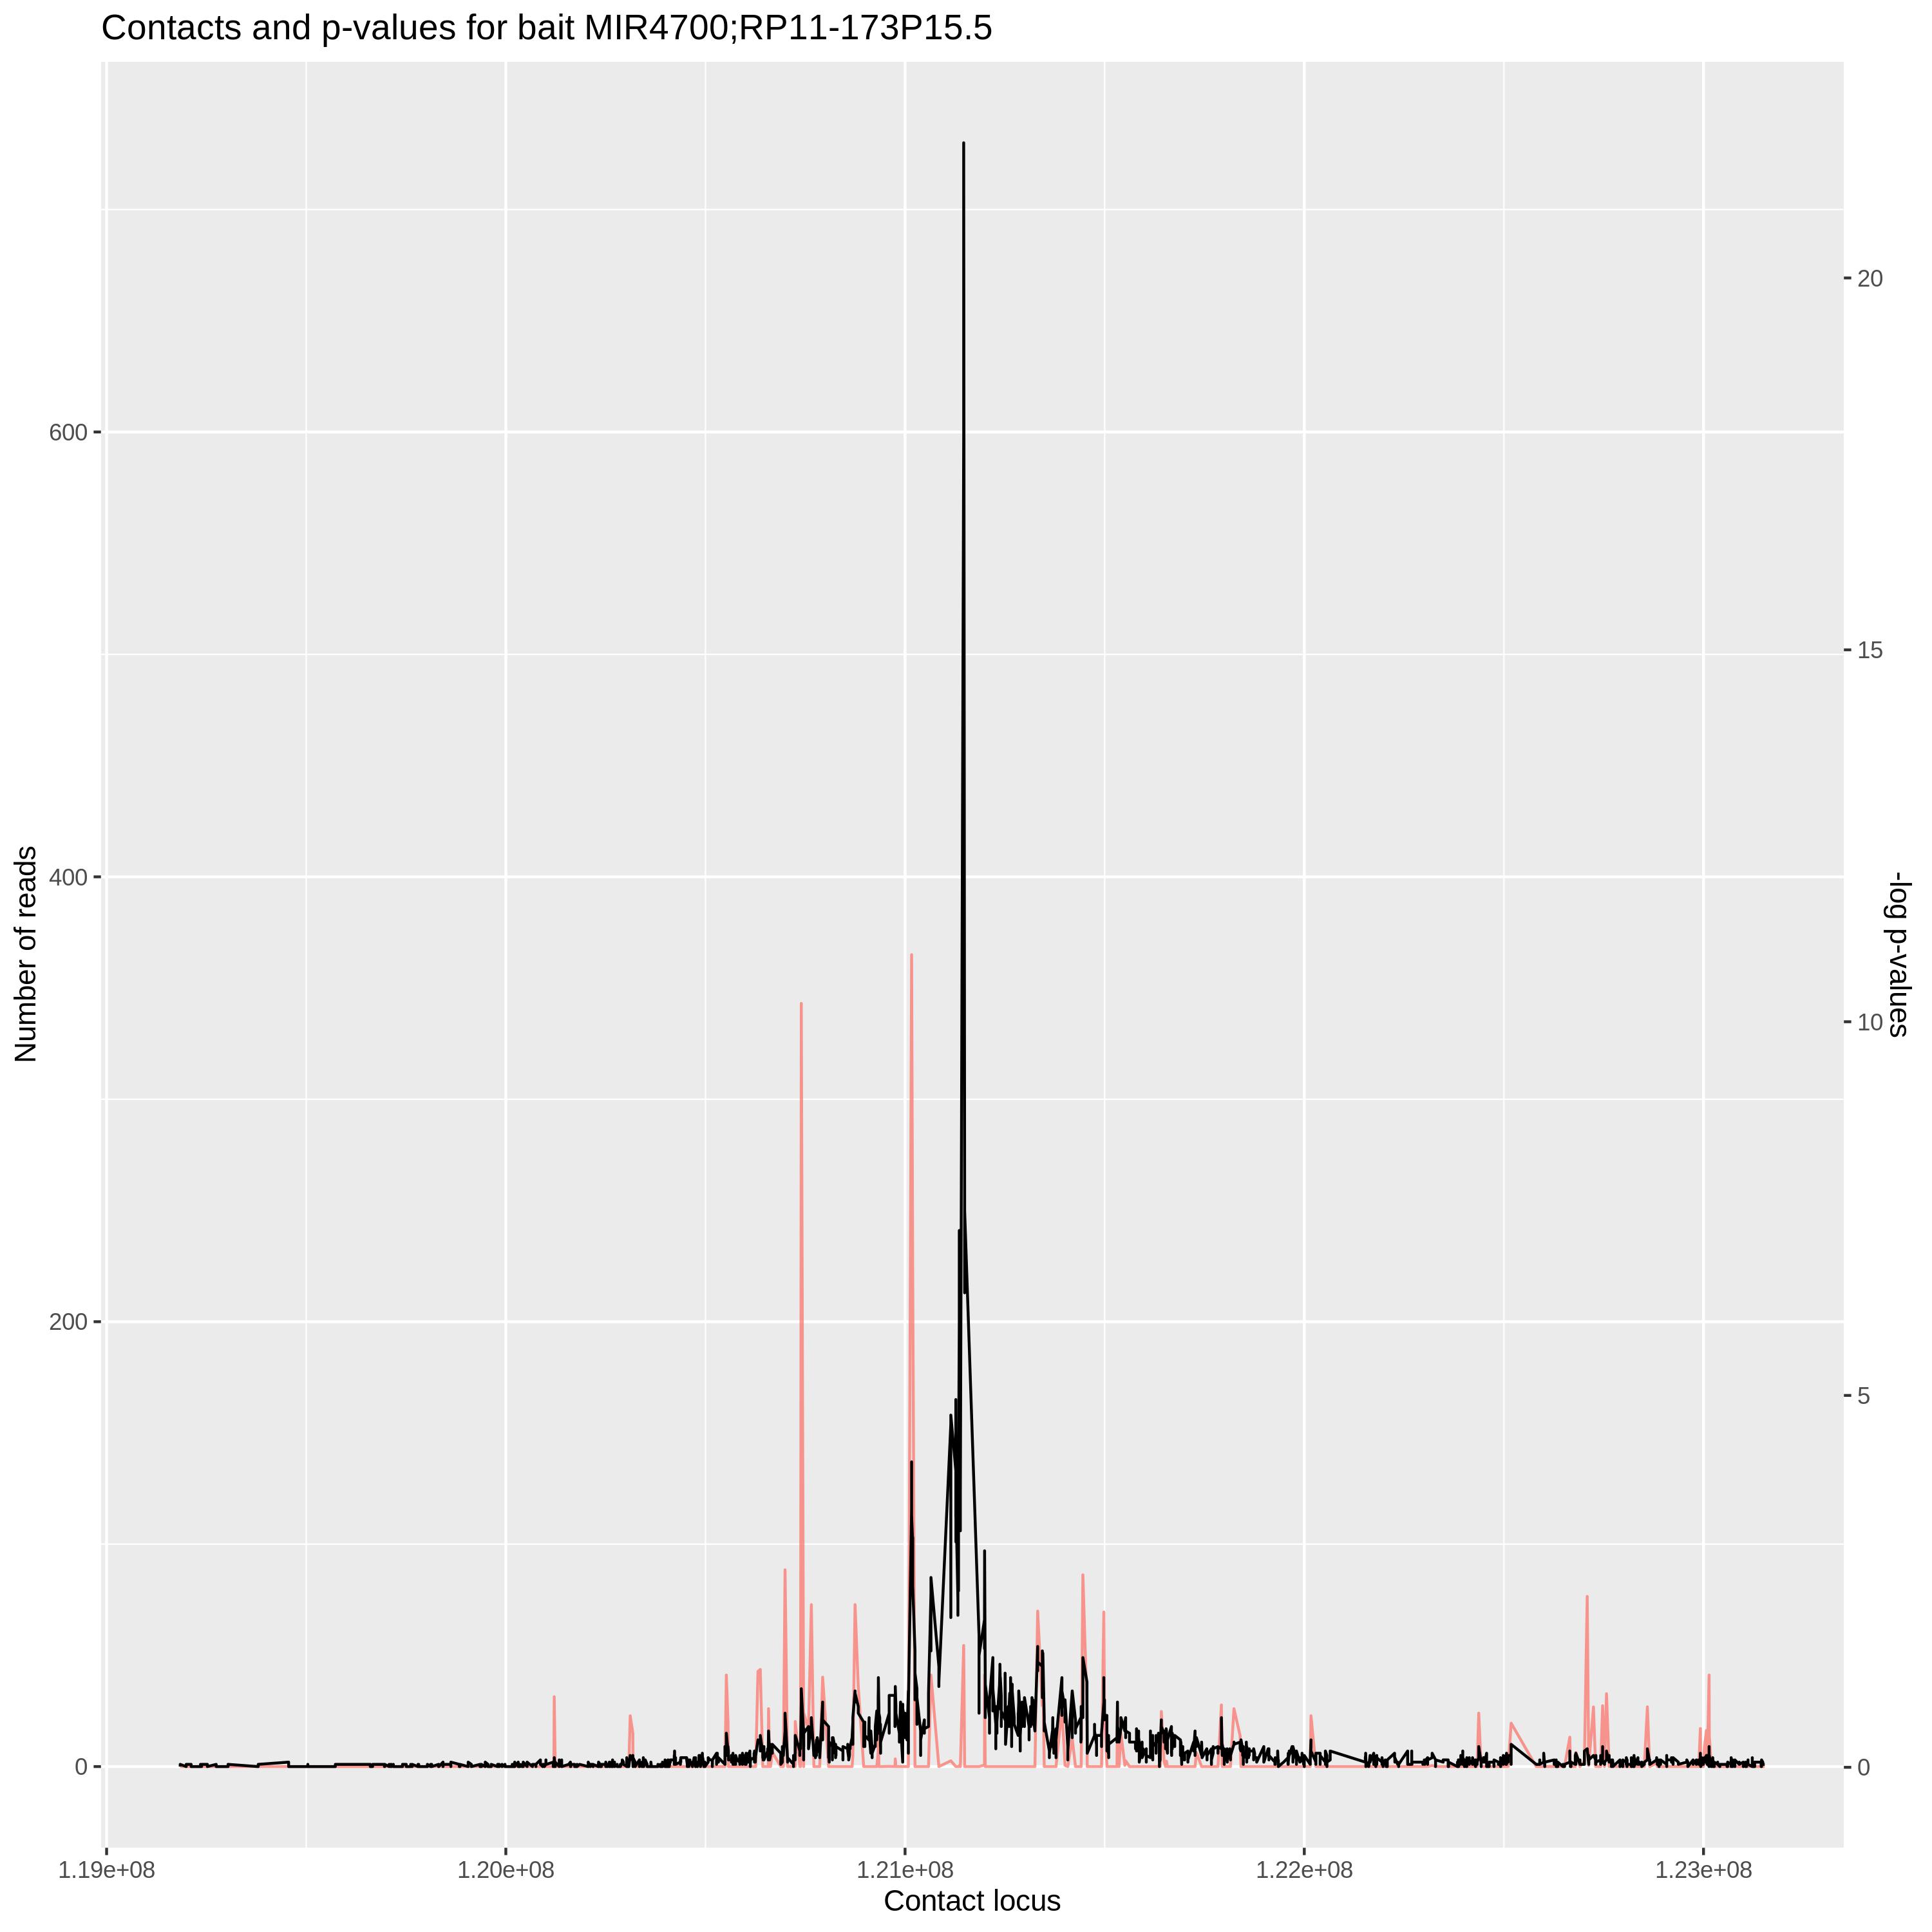 Contacts and p-values for bait MIR4700;RP11-173P15.5
Number of reads
600
400
200
0
20
15
10
5
0
-log p-values
1.19e+08 1.20e+08 1.21e+08 1.22e+08 1.23e+08
Contact locus